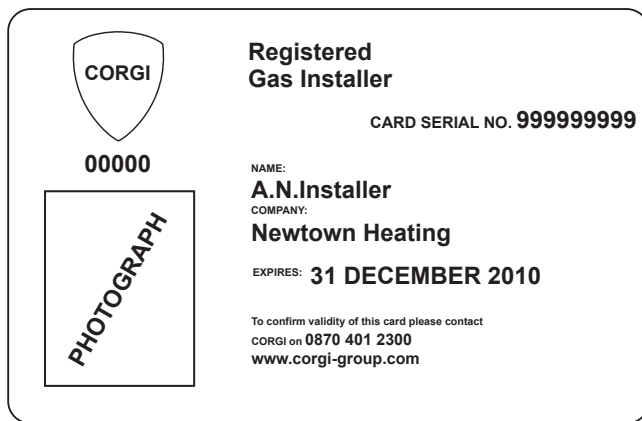 CORGI
00000
PHOTOGRAPH
Registered
Gas Installer
CARD SERIAL NO. 999999999
NAME:
A.N.Installer
COMPANY:
Newtown Heating
EXPIRES: 31 DECEMBER 2010
To confirm validity of this card please contact
CORGI on 0870 401 2300
www.corgi-group.com